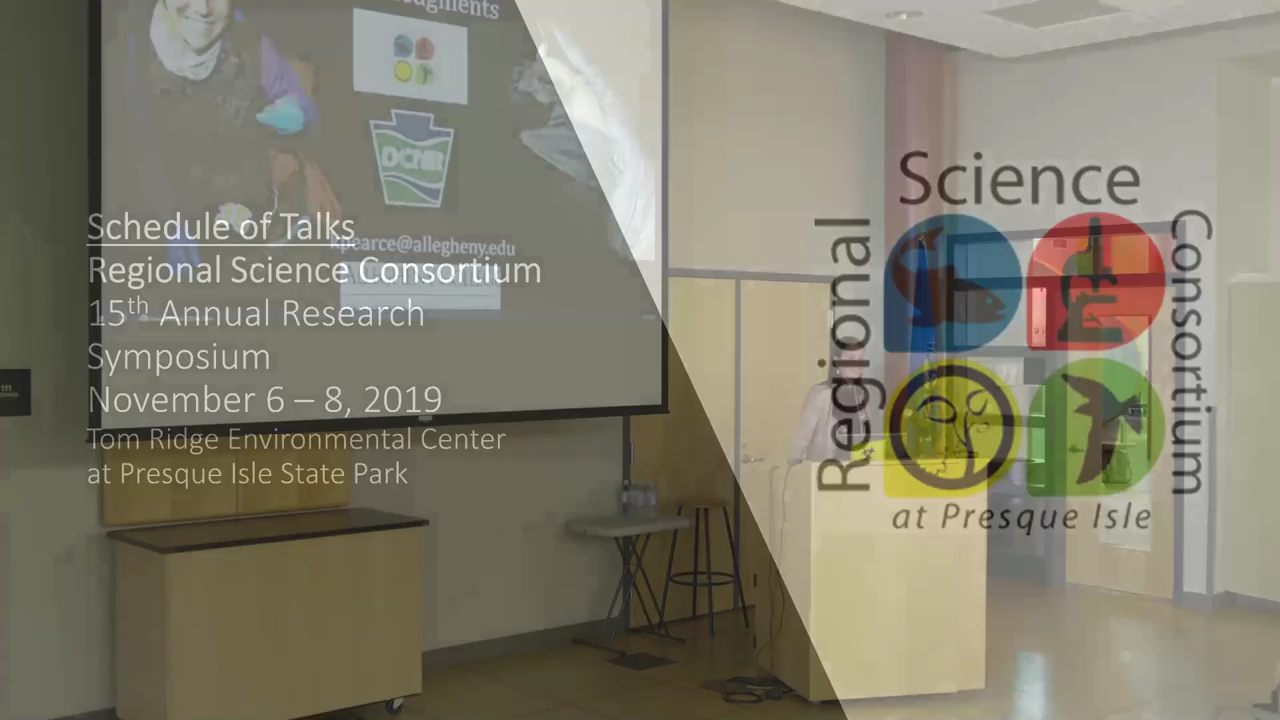 Schedule of Talks
Regional Science Consortium
15th Annual Research
Symposium
November 6 – 8, 2019
Tom Ridge Environmental Center
at Presque Isle State Park
DCNR
kpearce@allegheny.edu
Regional
Science
Consortium
at Presque Isle
111